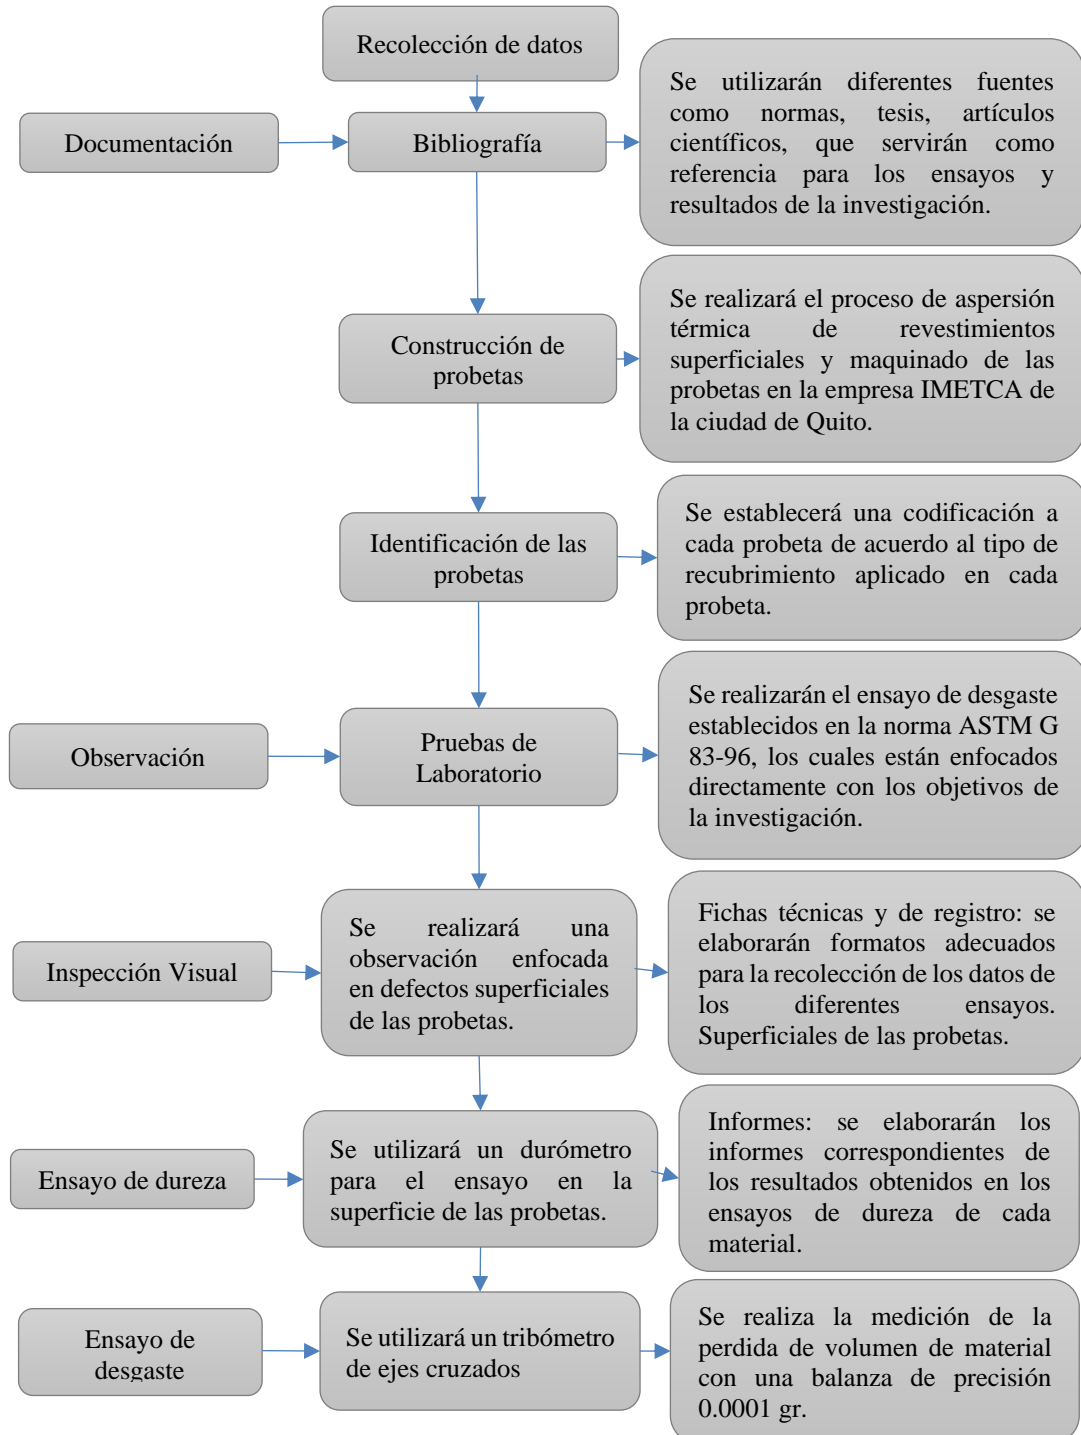 Recolección de datos
Documentación
Bibliografía
Se utilizarán diferentes fuentes
como normas, tesis, artículos
científicos, que servirán como
referencia para los ensayos y
resultados de la investigación.
Construcción de
probetas
Se realizará el proceso de aspersión
térmica de revestimientos
superficiales y maquinado de las
probetas en la empresa IMETCA de
la ciudad de Quito.
Identificación de las
probetas
Se establecerá una codificación a
cada probeta de acuerdo al tipo de
recubrimiento aplicado en cada
probeta.
Observación
Pruebas de
Laboratorio
Se realizarán el ensayo de desgaste
establecidos en la norma ASTM G
83-96, los cuales están enfocados
directamente con los objetivos de
la investigación.
Inspección Visual
Se realizará una
observación enfocada
en defectos superficiales
de las probetas.
Fichas técnicas y de registro: se
elaborarán formatos adecuados
para la recolección de los datos de
los diferentes ensayos.
Superficiales de las probetas.
Ensayo de dureza
Se utilizará un durómetro
para el ensayo en la
superficie de las probetas.
Informes: se elaborarán los
informes correspondientes de
los resultados obtenidos en los
ensayos de dureza de cada
material.
Ensayo de
desgaste
Se utilizará un tribómetro
de ejes cruzados
Se realiza la medición de la
perdida de volumen de material
con una balanza de precisión
0.0001 gr.